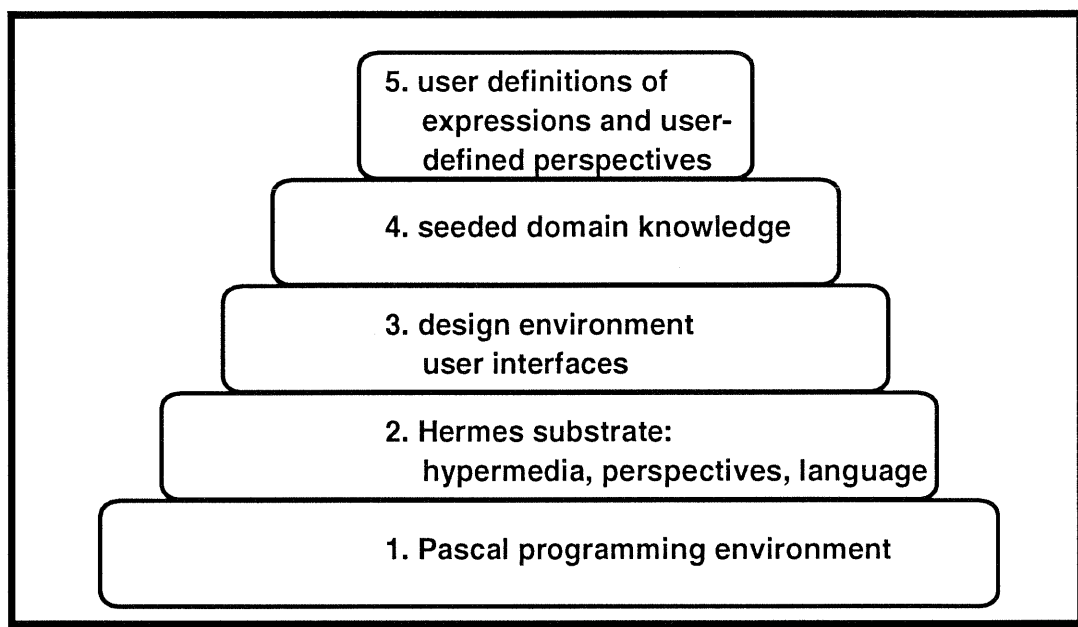 5. user definitions of
expressions and user-
defined perspectives
4. seeded domain knowledge
3. design environment
user interfaces
2. Hermes substrate:
hypermedia, perspectives, language
1. Pascal programming environment